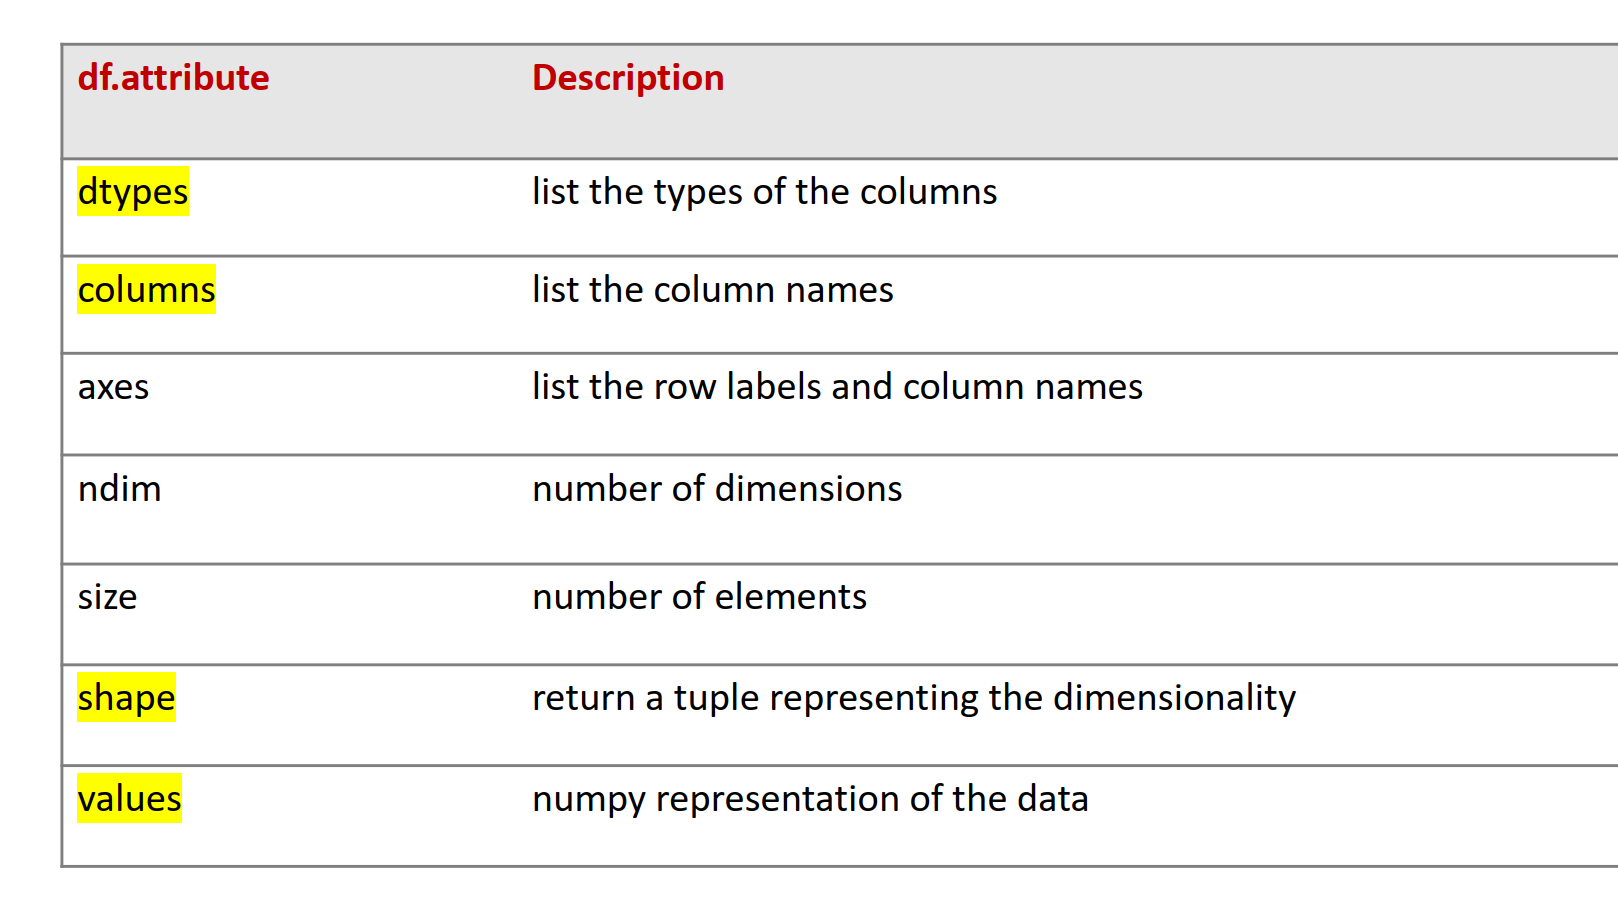 df.attribute Description
dtypes list the types of the columns
columns list the column names
axes list the row labels and column names
ndim number of dimensions
size number of elements
shape return a tuple representing the dimensionality
values numpy representation of the data